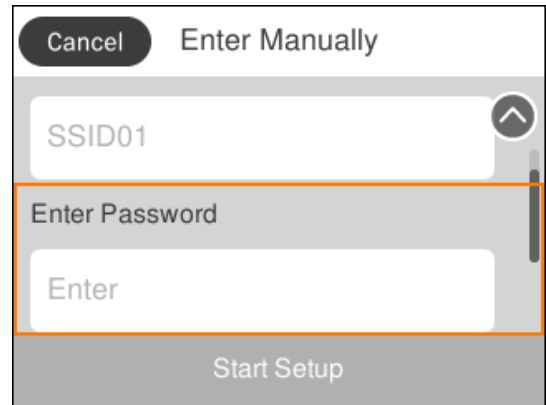 Cancel Enter Manually
SSID01
Enter Password
Enter
Start Setup